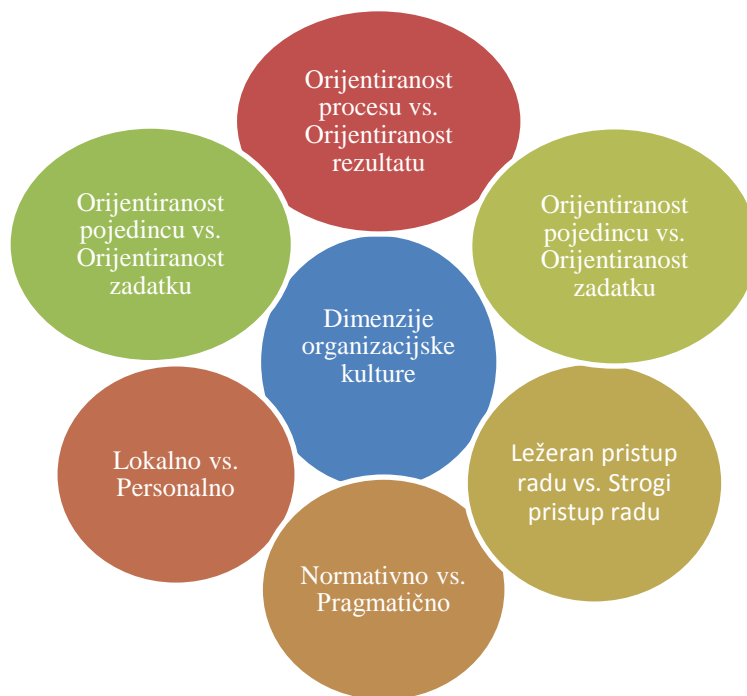 Orijentiranost
procesu vs.
Orijentiranost
rezultatu
Orijentiranost
pojedincu vs.
Orijentiranost
zadatku
Orijentiranost
pojedincu vs.
Orijentiranost
zadatku
Dimenzije
organizacijske
kulture
Lokalno vs.
Personalno
Ležeran pristup
radu vs. Strogi
pristup radu
Normativno vs.
Pragmatično